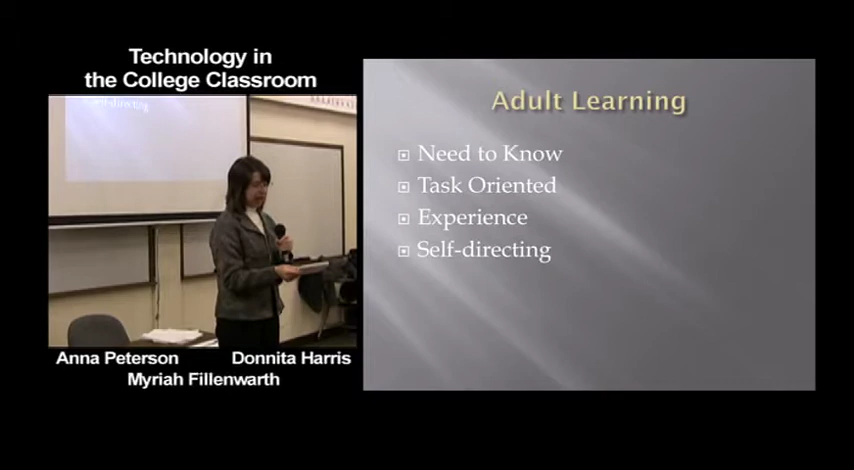 Technology in
the College Classroom
Self-directing
Anna Peterson
Donnita Harris
Myriah Fillenwarth
Adult Learning
Need to Know
Task Oriented
Experience
Self-directing